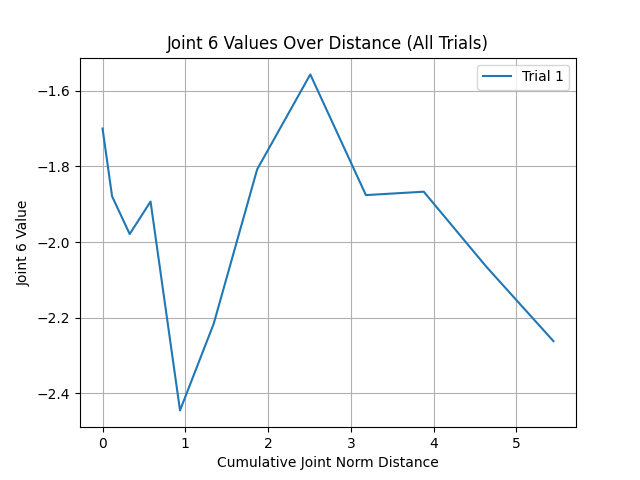 Joint 6 Values Over Distance (All Trials)
Trial 1
Joint 6 Value
−1.6
−1.8
−2.0
−2.2
−2.4
0 1 2 3 4 5
Cumulative Joint Norm Distance